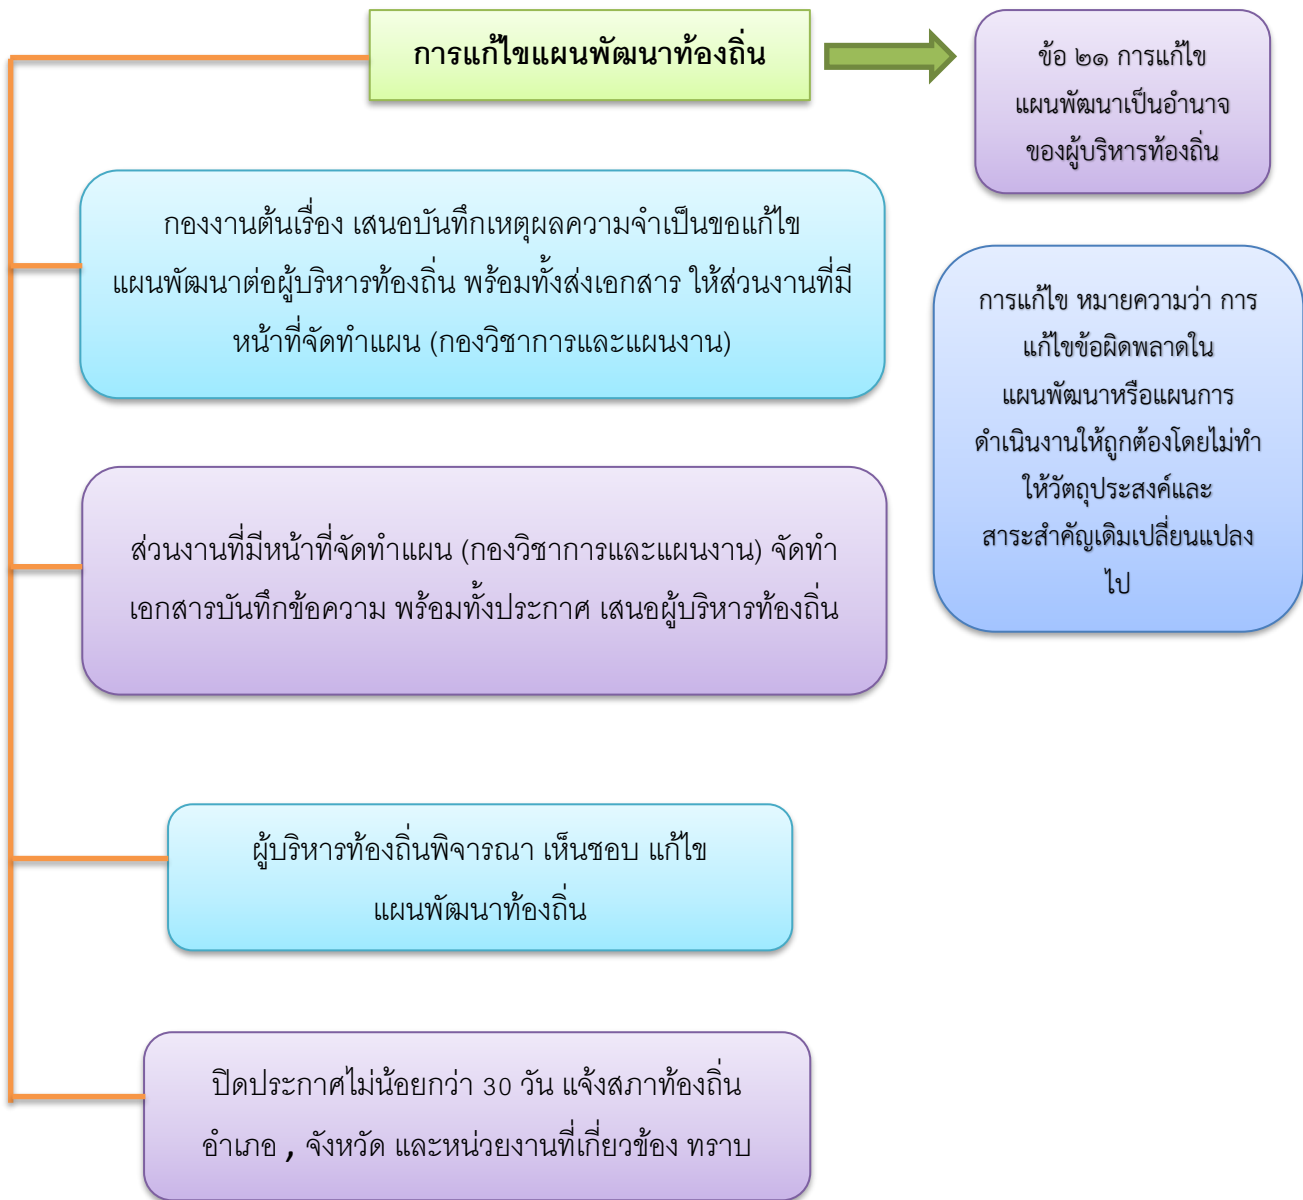 การแก้ไขแผนพัฒนาท้องถิ่น
ข้อ ๒๑ การแก้ไข
แผนพัฒนาเป็นอำนาจ
ของผู้บริหารท้องถิ่น
กองงานต้นเรื่อง เสนอบันทึกเหตุผลความจำเป็นขอแก้ไข
แผนพัฒนาต่อผู้บริหารท้องถิ่น พร้อมทั้งส่งเอกสาร ให้ส่วนงานที่มี
หน้าที่จัดทำแผน (กองวิชาการและแผนงาน)
การแก้ไข หมายความว่า การ
แก้ไขข้อผิดพลาดใน
แผนพัฒนาหรือแผนการ
ดำเนินงานให้ถูกต้องโดยไม่ทำ
ให้วัตถุประสงค์และ
สาระสำคัญเดิมเปลี่ยนแปลง
ไป
ส่วนงานที่มีหน้าที่จัดทำแผน (กองวิชาการและแผนงาน) จัดทำ
เอกสารบันทึกข้อความ พร้อมทั้งประกาศ เสนอผู้บริหารท้องถิ่น
ผู้บริหารท้องถิ่นพิจารณา เห็นชอบ แก้ไข
แผนพัฒนาท้องถิ่น
ปิดประกาศไม่น้อยกว่า 30 วัน แจ้งสภาท้องถิ่น
อำเภอ , จังหวัด และหน่วยงานที่เกี่ยวข้อง ทราบ